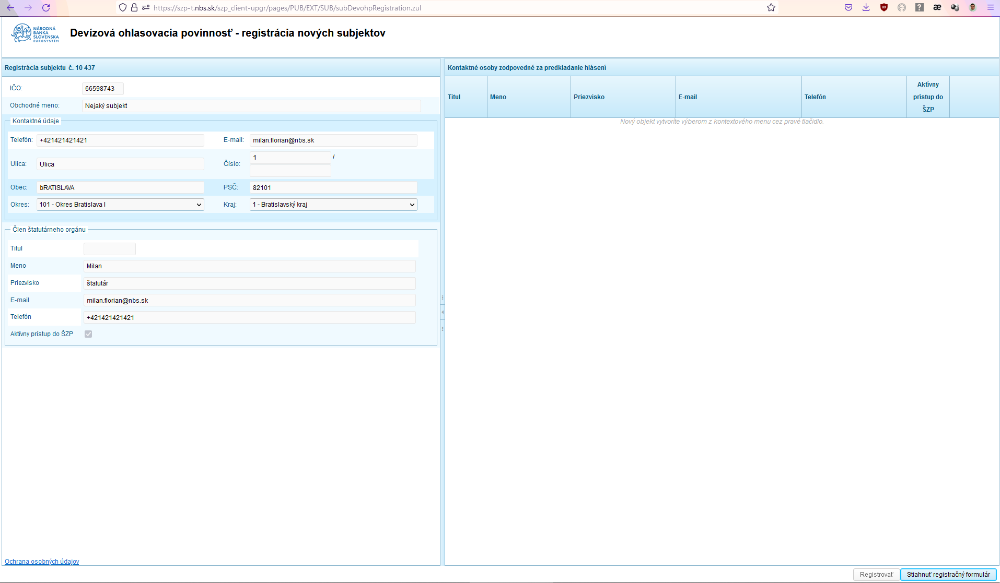 https://szp-t.nbs.sk/szp_client-upgr/pages/PUB/EXT/SUB/subDevohpRegistration.zul
NÁRODNÁ
BANKA
SLOVENSKA
EUROSYSTÉM
Devízová ohlasovacia povinnosť - registrácia nových subjektov
Registrácia subjektu č. 10 437
IČO: 66598743
Obchodné meno: Nejaký subjekt
Kontaktné údaje
Telefón: +421421421421 E-mail: milan.florian@nbs.sk
Ulica: Ulica Číslo: 1 /
Obec: bRATISLAVA PSČ: 82101
Okres: 101 - Okres Bratislava I Kraj: 1 - Bratislavský kraj
Člen štatutárneho orgánu
Titul
Meno Milan
Priezvisko štatutár
E-mail milan.florian@nbs.sk
Telefón +421421421421
Aktívny prístup do ŠZP
Ochrana osobných údajov
Kontaktné osoby zodpovedné za predkladanie hlásení
Titul Meno Priezvisko E-mail Telefón Aktívny prístup do ŠZP
Nový objekt vytvoríte výberom z kontextového menu cez pravé tlačidlo.
Registrovať Stiahnuť registračný formulár